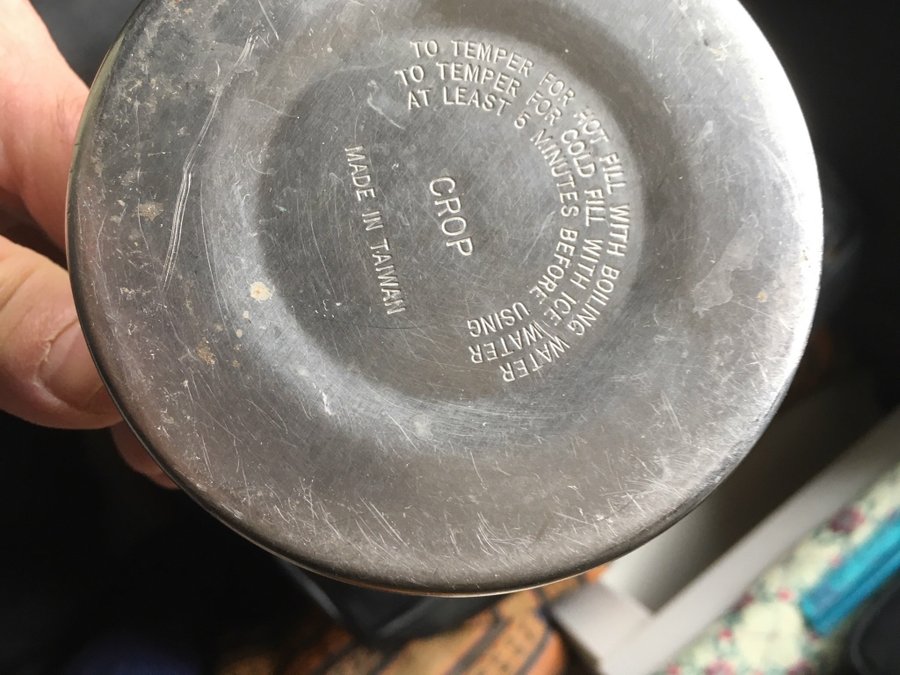 TO TEMPER FOR HOT FILL WITH BOILING WATER
TO TEMPER FOR COLD FILL WITH ICE WATER
AT LEAST 5 MINUTES BEFORE USING
CROP
MADE IN TAIWAN